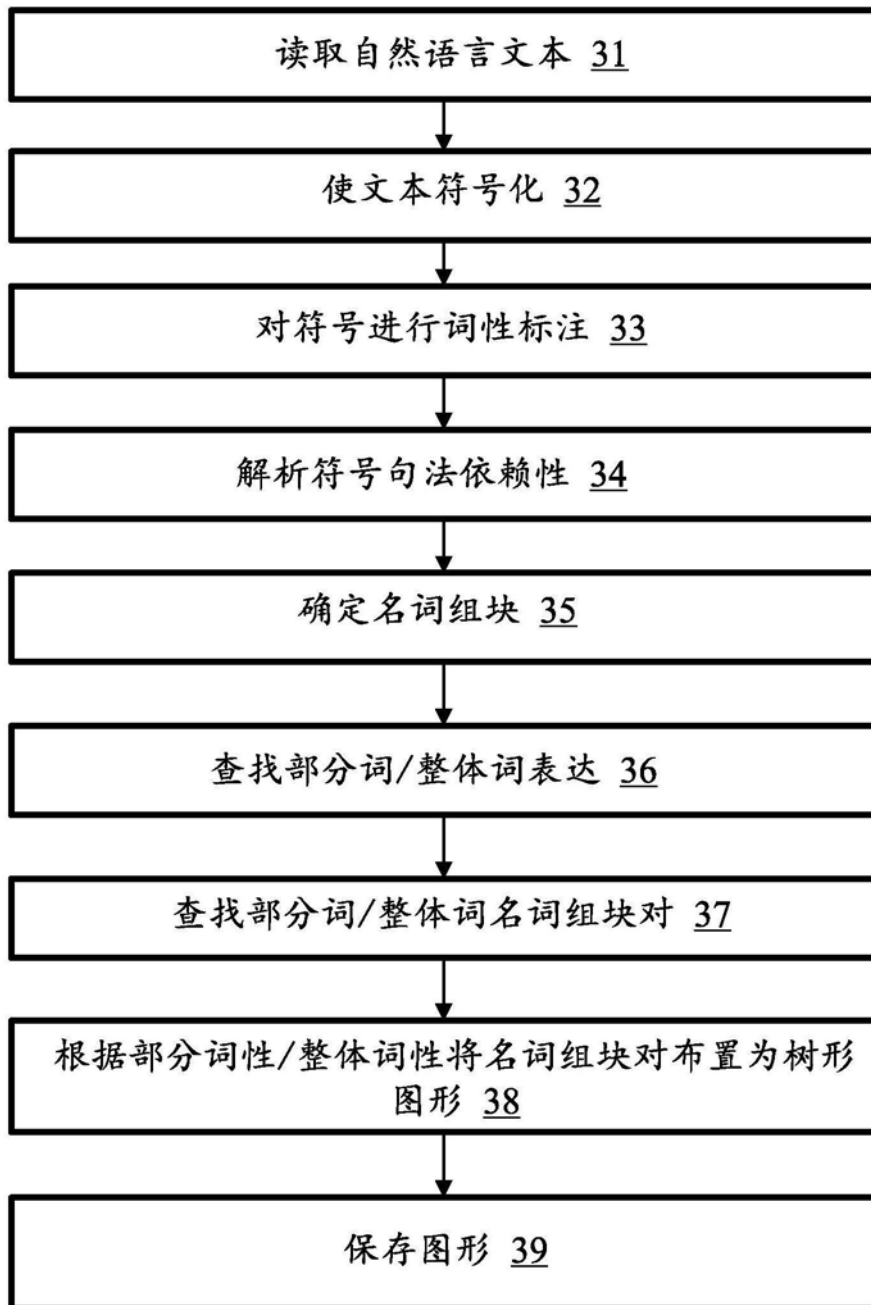 读取自然语言文本 31
使文本符号化 32
对符号进行词性标注 33
解析符号句法依赖性 34
确定名词组块 35
查找部分词/整体词表达 36
查找部分词/整体词名词组块对 37
根据部分词性/整体词性将名词组块对布置为树形
图形 38
保存图形 39